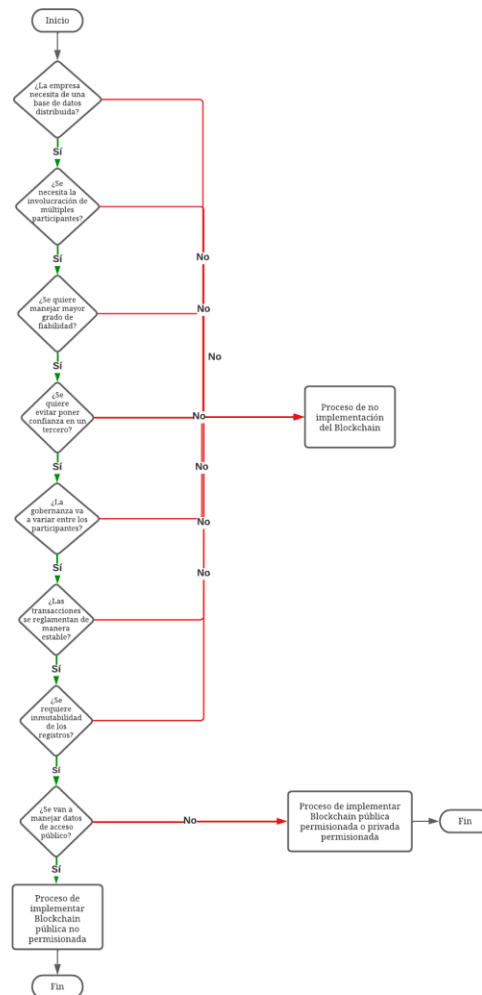 Inicio
¿La empresa
necesita de una
base de datos
distribuida?
Sí
¿Se
necesita la
involucración de
múltiples
participantes?
No
Sí
¿Se quiere
manejar mayor
grado de
fiabilidad?
No
No
Sí
¿Se
quiere
evitar poner
confianza en un
tercero?
No
Proceso de no
implementación
del Blockchain
Sí
No
¿La
gobernanza va
a variar entre los
participantes?
No
Sí
No
¿Las
transacciones
se reglamentan de
manera
estable?
Sí
¿Se
requiere
inmutabilidad
de los
registros?
Sí
¿Se van a
manejar datos
de acceso
público?
No
Proceso de implementar
Blockchain pública
permisionada o privada
permisionada
Fin
Sí
Proceso de
implementar
Blockchain
pública no
permisionada
Fin